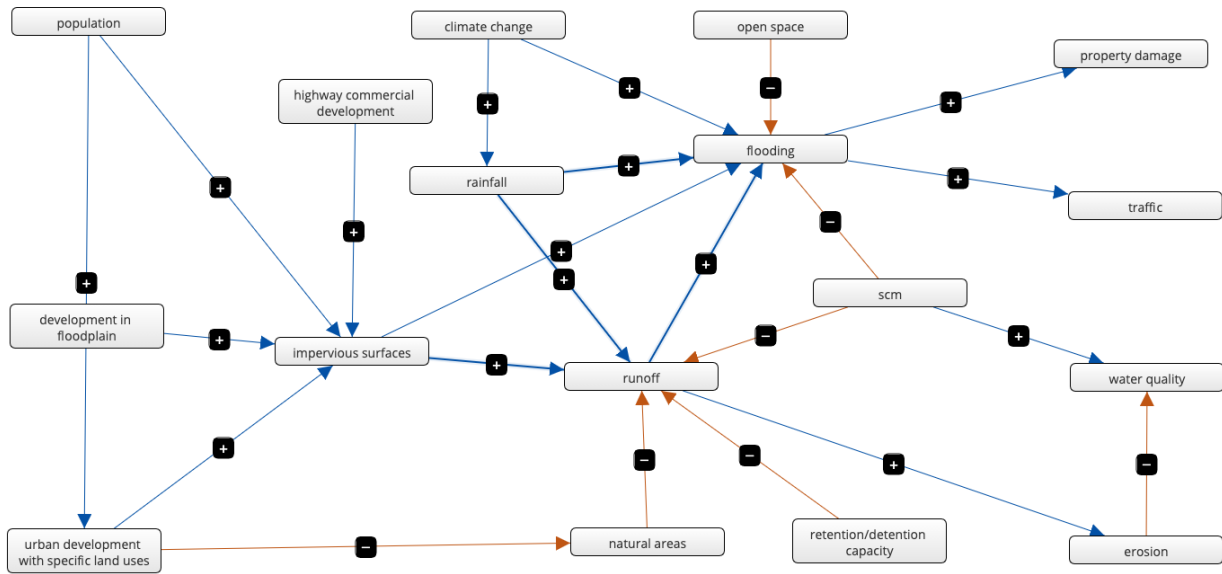 population
climate change
open space
property damage
highway commercial
development
flooding
rainfall
traffic
scm
development in
floodplain
impervious surfaces
runoff
water quality
urban development
with specific land uses
natural areas
retention/detention
capacity
erosion
+
+
+
−
+
+
+
+
+
+
+
+
−
+
+
−
+
+
+
−
−
+
−
−